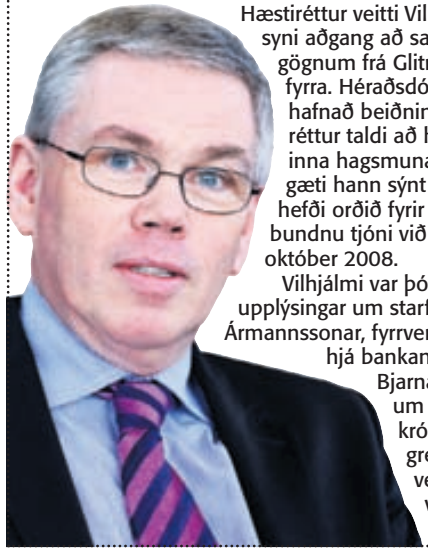 Hæstiréttur veitti Vil
syni aðgang að sa
gögnum frá Glitn
fyrra. Héraðsdó
hafnað beiðnin
réttur taldi að h
inna hagsmuna
gæti hann sýnt
hefði orðið fyrir
bundnu tjóni við
október 2008.
Vilhjálmi var þó
upplýsingar um starf
Ármannssonar, fyrrver
hjá bankan
Bjarna
um
kró
gre
ve
v